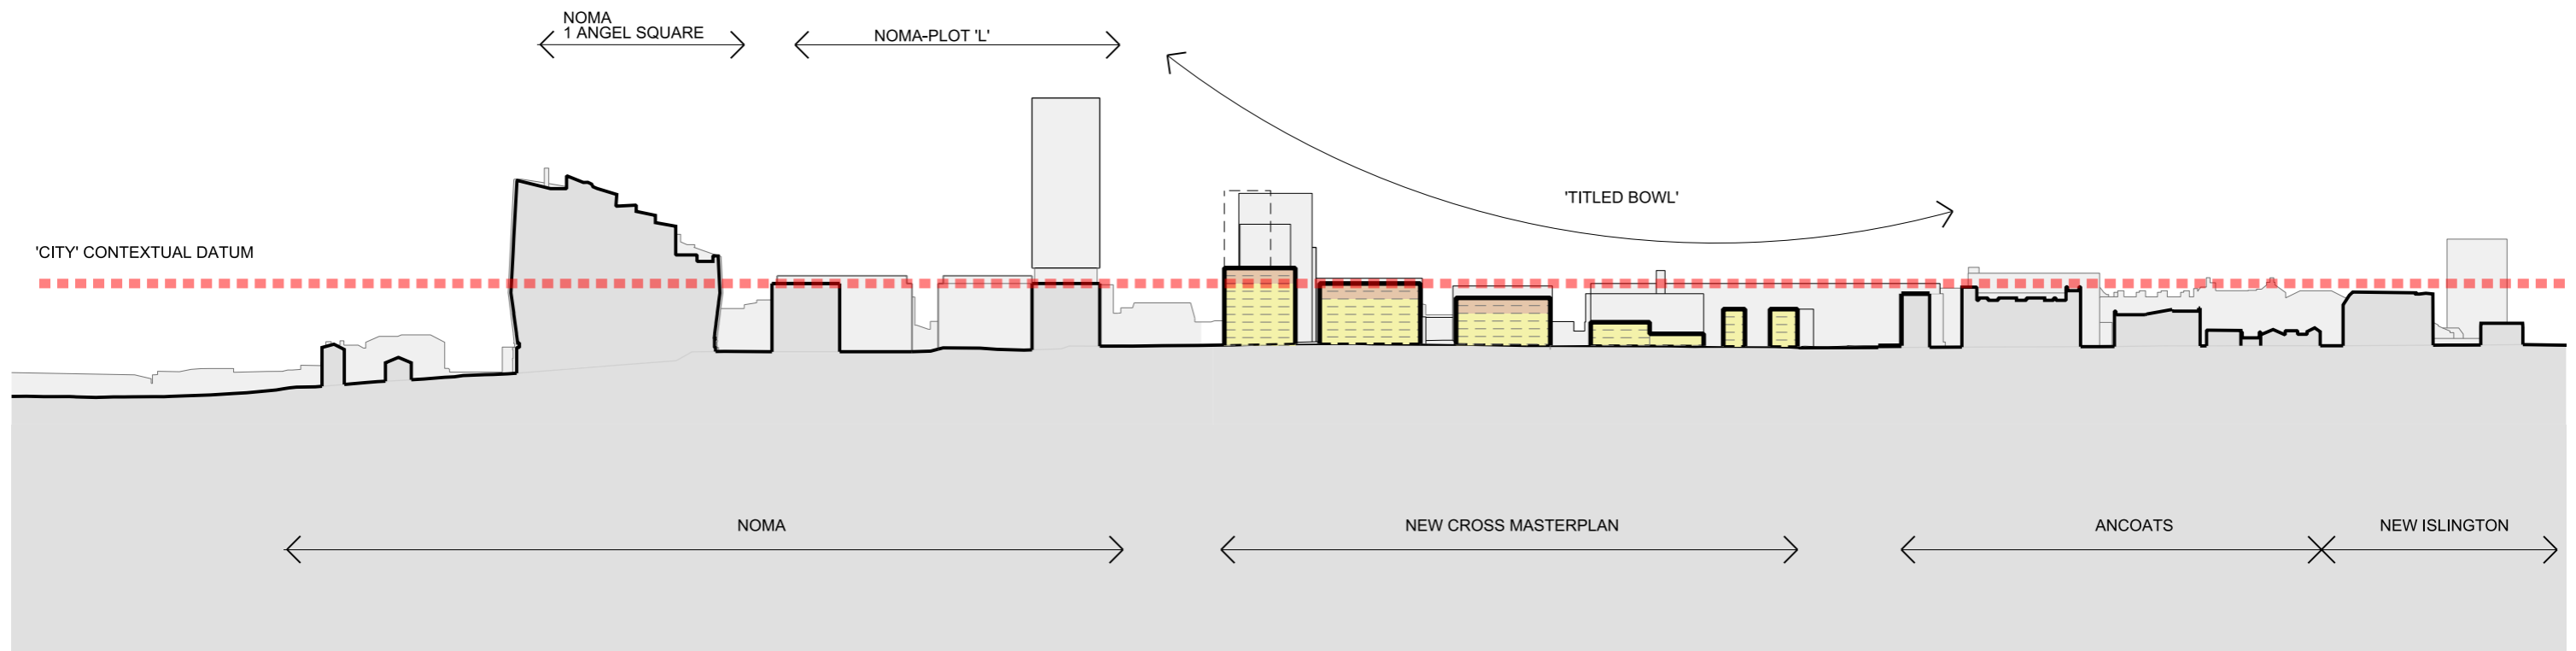 NOMA
1 ANGEL SQUARE
NOMA-PLOT 'L'
'TITLED BOWL'
'CITY' CONTEXTUAL DATUM
NOMA
NEW CROSS MASTERPLAN
ANCOATS
NEW ISLINGTON